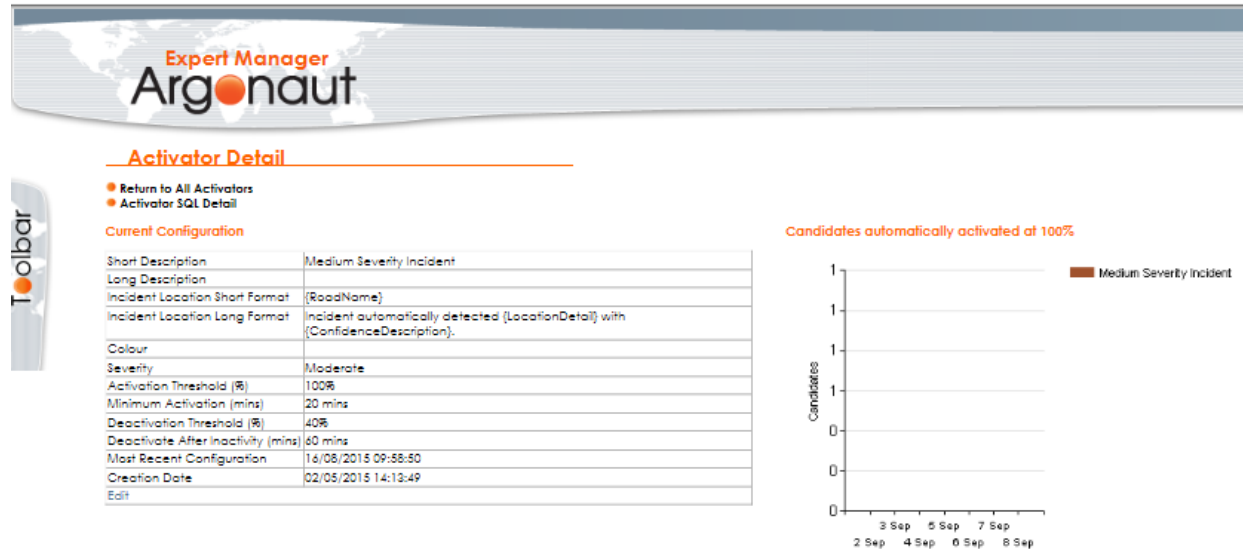 Expert Manager
Argonaut
Toolbar
Activator Detail
Return to All Activators
Activator SQL Detail
Current Configuration
Short Description Medium Severity Incident
Long Description
Incident Location Short Format {RoadName}
Incident Location Long Format Incident automatically detected {LocationDetail} with
{ConfidenceDescription}.
Colour
Severity Moderate
Activation Threshold (%) 100%
Minimum Activation (mins) 20 mins
Deactivation Threshold (%) 40%
Deactivate After Inactivity (mins) 60 mins
Most Recent Configuration 16/08/2015 09:58:50
Creation Date 02/05/2015 14:13:49
Edit
Candidates automatically activated at 100%
Medium Severity Incident
Candidates
1
1
1
1
0
0
0
3 Sep 5 Sep 7 Sep
2 Sep 4 Sep 6 Sep 8 Sep